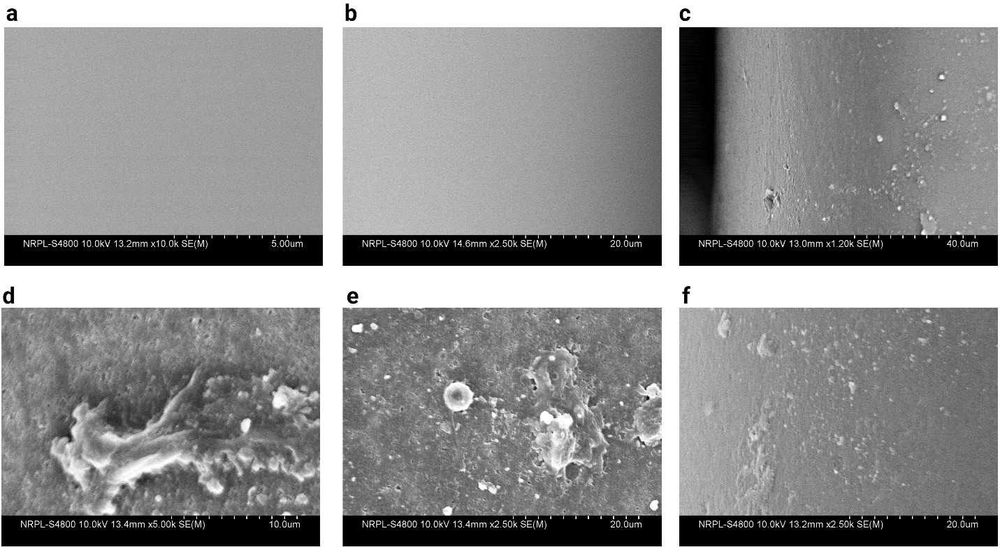 a
b
c
NRPL-S4800 10.0kV 13.2mm x10.0k SE(M) 5.00um
NRPL-S4800 10.0kV 14.6mm x2.50k SE(M) 20.0um
NRPL-S4800 10.0kV 13.0mm x1.20k SE(M) 40.0um
d
e
f
NRPL-S4800 10.0kV 13.4mm x5.00k SE(M) 10.0um
NRPL-S4800 10.0kV 13.4mm x2.50k SE(M) 20.0um
NRPL-S4800 10.0kV 13.2mm x2.50k SE(M) 20.0um